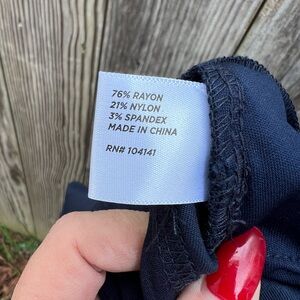 76% RAYON
21% NYLON
3% SPANDEX
MADE IN CHINA
RN# 104141